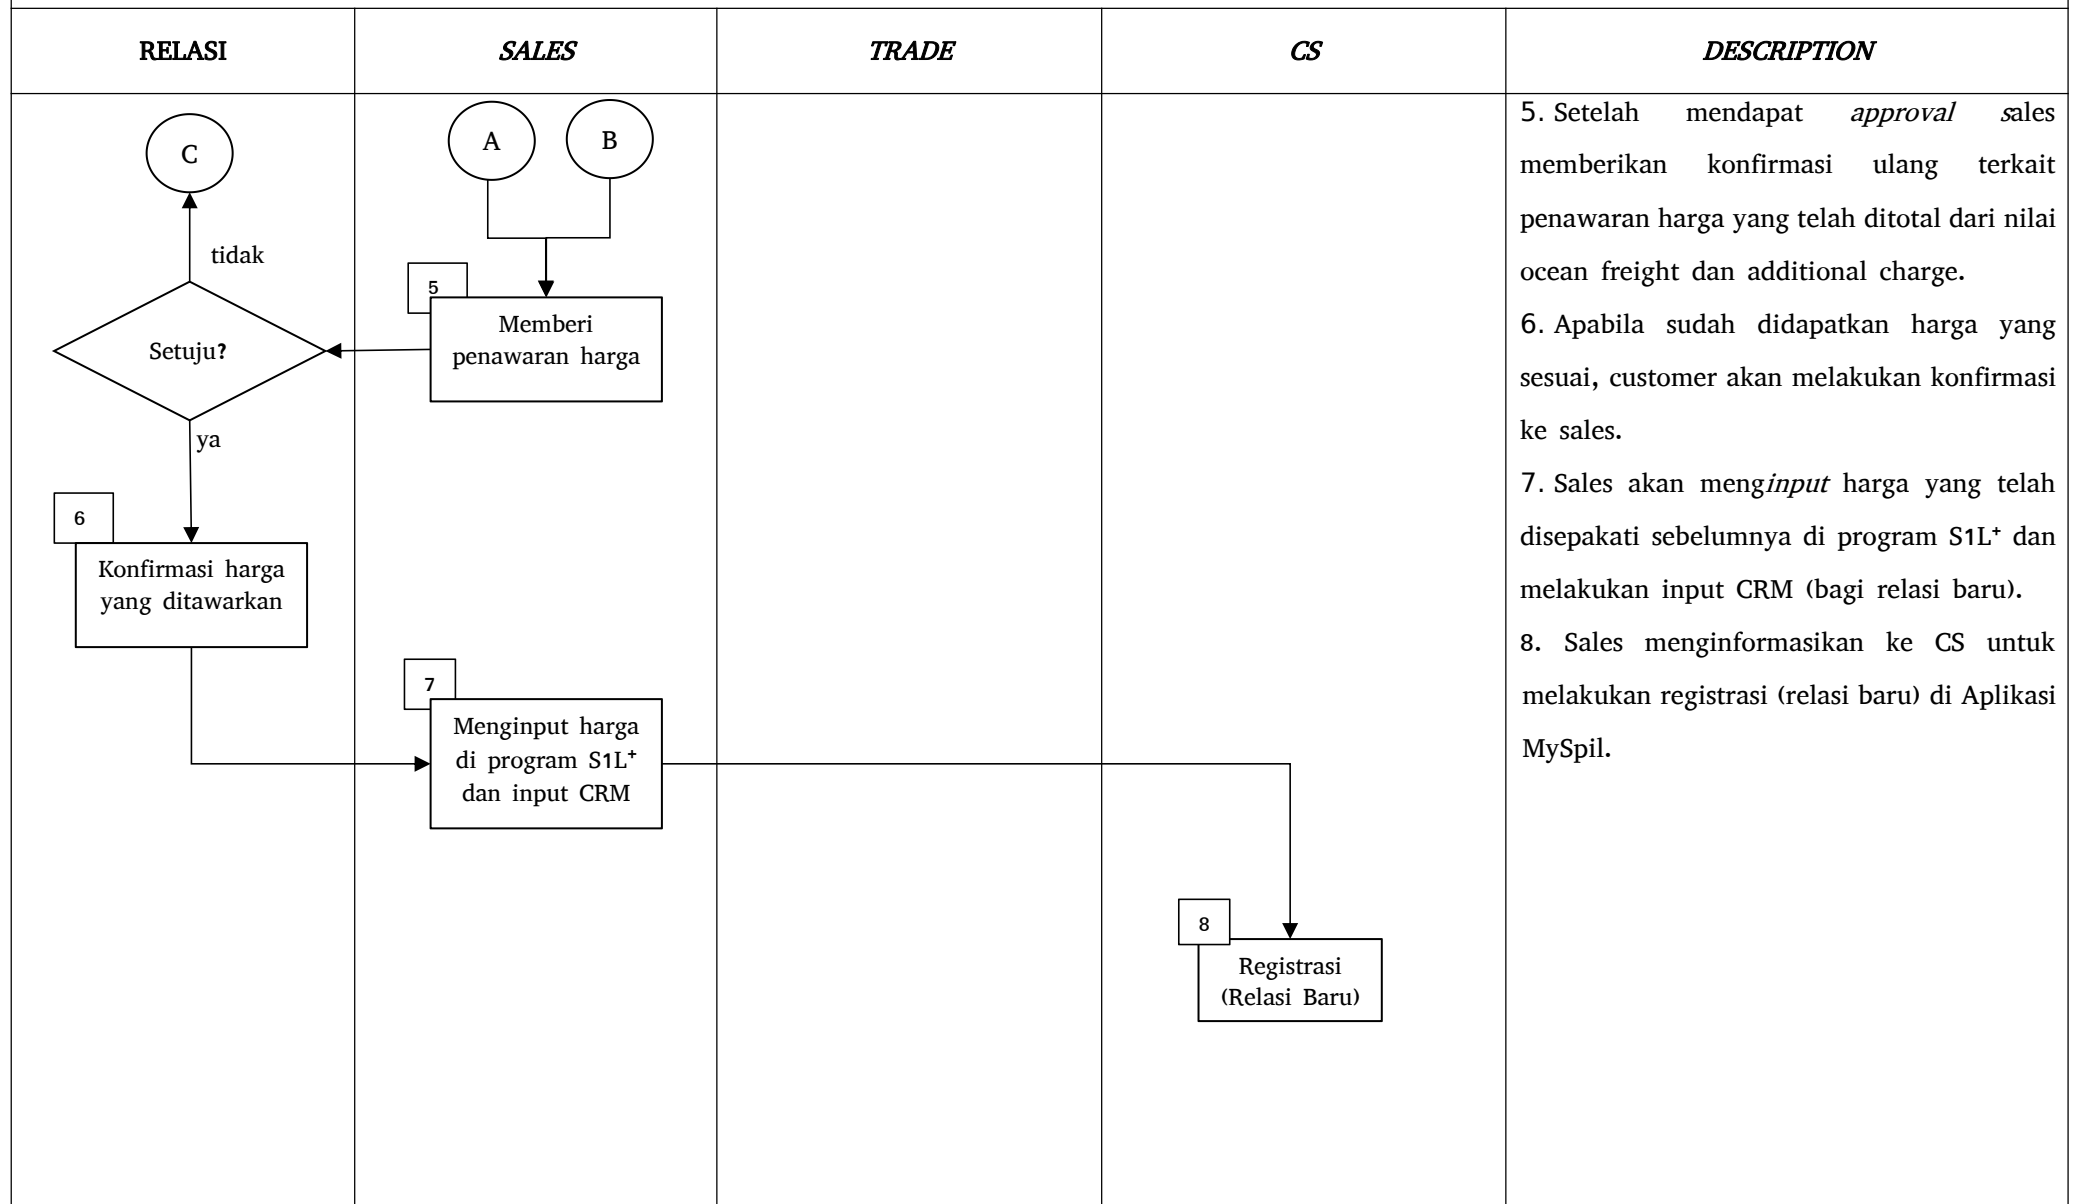 RELASI
SALES
TRADE
CS
DESCRIPTION
C
tidak
Setuju?
ya
6
Konfirmasi harga
yang ditawarkan
A
B
5
Memberi
penawaran harga
7
Menginput harga
di program S1L⁺
dan input CRM
8
Registrasi
(Relasi Baru)
5. Setelah mendapat approval sales
memberikan konfirmasi ulang terkait
penawaran harga yang telah ditotal dari nilai
ocean freight dan additional charge.
6. Apabila sudah didapatkan harga yang
sesuai, customer akan melakukan konfirmasi
ke sales.
7. Sales akan menginput harga yang telah
disepakati sebelumnya di program S1L⁺ dan
melakukan input CRM (bagi relasi baru).
8. Sales menginformasikan ke CS untuk
melakukan registrasi (relasi baru) di Aplikasi
MySpil.